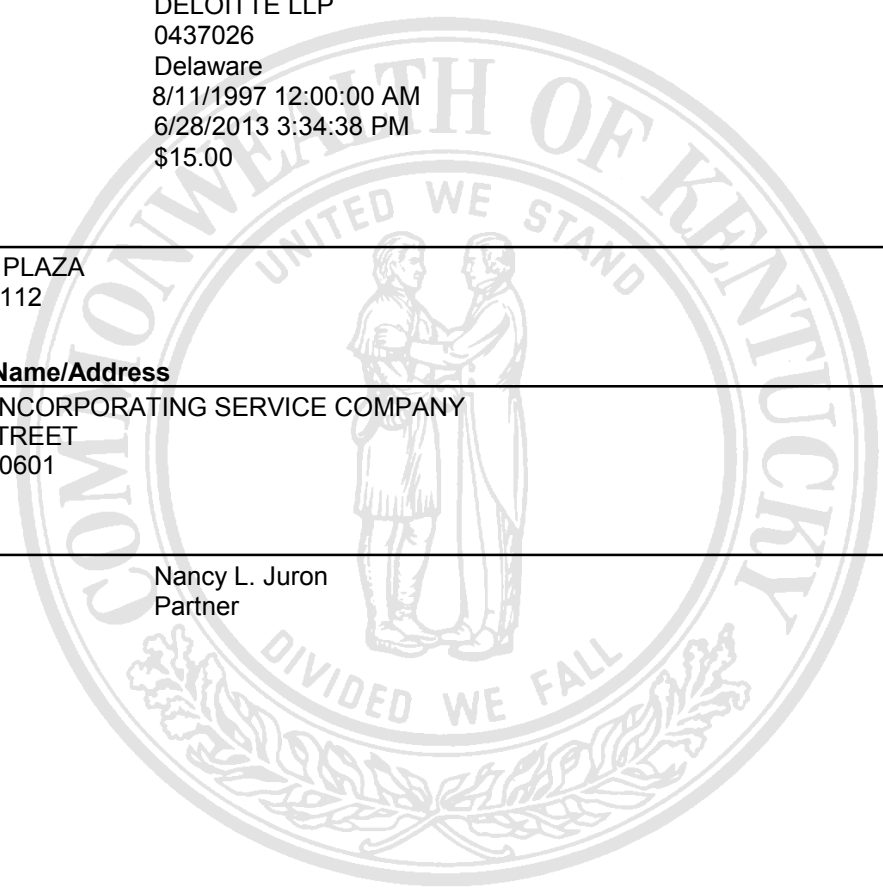 DELOITTE LLP
0437026
Delaware
8/11/1997 12:00:00 AM
6/28/2013 3:34:38 PM
$15.00
COMMONWEALTH OF KENTUCKY
UNITED WE STAND
PLAZA
112
Name/Address
NCORPORATING SERVICE COMPANY
TREET
0601
Nancy L. Juron
Partner
DIVIDED WE FALL